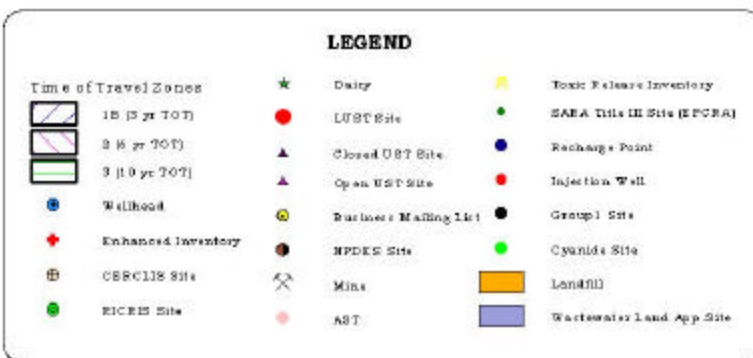 LEGEND
Time of Travel Zones
1B (3 yr TOT)
2 (6 yr TOT)
3 (10 yr TOT)
Wellhead
Enhanced Inventory
CERCLIS Site
RICRIS Site
Dairy
LUST Site
Closed UST Site
Open UST Site
Business Mailing List
NPDES Site
Mine
AST
Toxic Release Inventory
SARA Title III Site (EPCRA)
Recharge Point
Injection Well
Group1 Site
Cyanide Site
Landfill
Wastewater Land App. Site